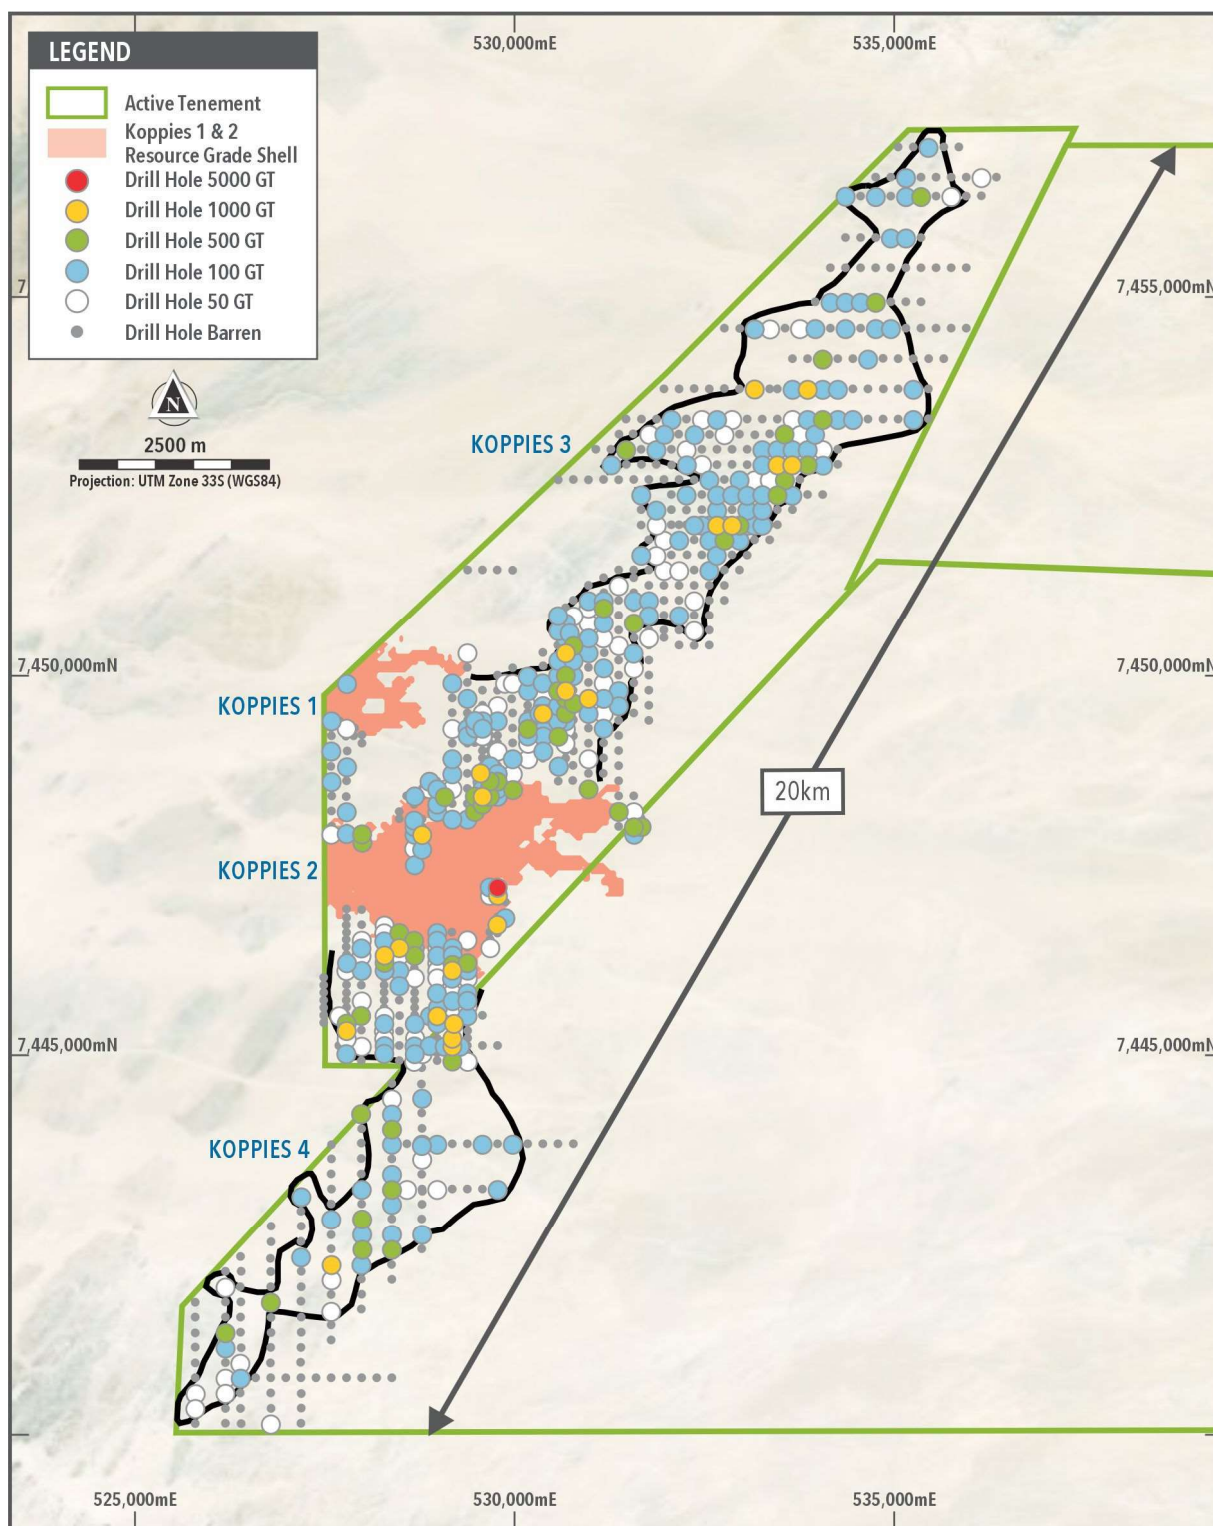 530,000mE
535,000mE
LEGEND
Active Tenement
Koppies 1 & 2
Resource Grade Shell
Drill Hole 5000 GT
Drill Hole 1000 GT
Drill Hole 500 GT
Drill Hole 100 GT
Drill Hole 50 GT
Drill Hole Barren
7,455,000mN
N
2500 m
Projection: UTM Zone 33S (WGS84)
KOPPIES 3
7,450,000mN
7,450,000mN
KOPPIES 1
20km
KOPPIES 2
7,445,000mN
7,445,000mN
KOPPIES 4
525,000mE
530,000mE
535,000mE